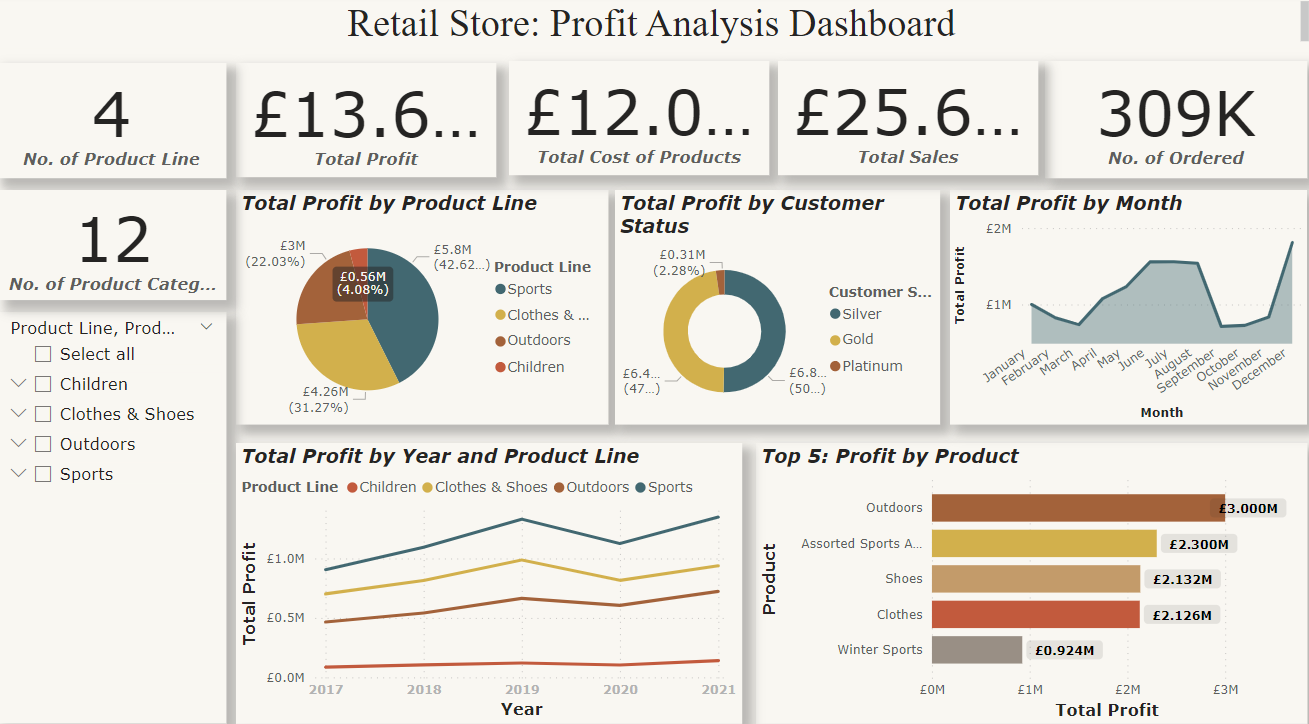 Retail Store: Profit Analysis Dashboard
4
No. of Product Line
£13.6...
Total Profit
£12.0...
Total Cost of Products
£25.6...
Total Sales
309K
No. of Ordered
12
No. of Product Categ...
Product Line, Prod...
Select all
Children
Clothes & Shoes
Outdoors
Sports
Total Profit by Product Line
£3M
(22.03%)
£5.8M
(42.62...)
£0.56M
(4.08%)
£4.26M
(31.27%)
Product Line
Sports
Clothes & ...
Outdoors
Children
Total Profit by Customer
Status
£0.31M
(2.28%)
£6.4...
(47...)
£6.8...
(50...)
Customer S...
Silver
Gold
Platinum
Total Profit by Month
Total Profit
£2M
£1M
January
February
March
April
May
June
July
August
September
October
November
December
Month
Total Profit by Year and Product Line
Product Line
Children
Clothes & Shoes
Outdoors
Sports
Total Profit
£1.0M
£0.5M
£0.0M
2017
2018
2019
2020
2021
Year
Top 5: Profit by Product
Product
Outdoors
£3.000M
Assorted Sports A...
£2.300M
Shoes
£2.132M
Clothes
£2.126M
Winter Sports
£0.924M
£0M
£1M
£2M
£3M
Total Profit